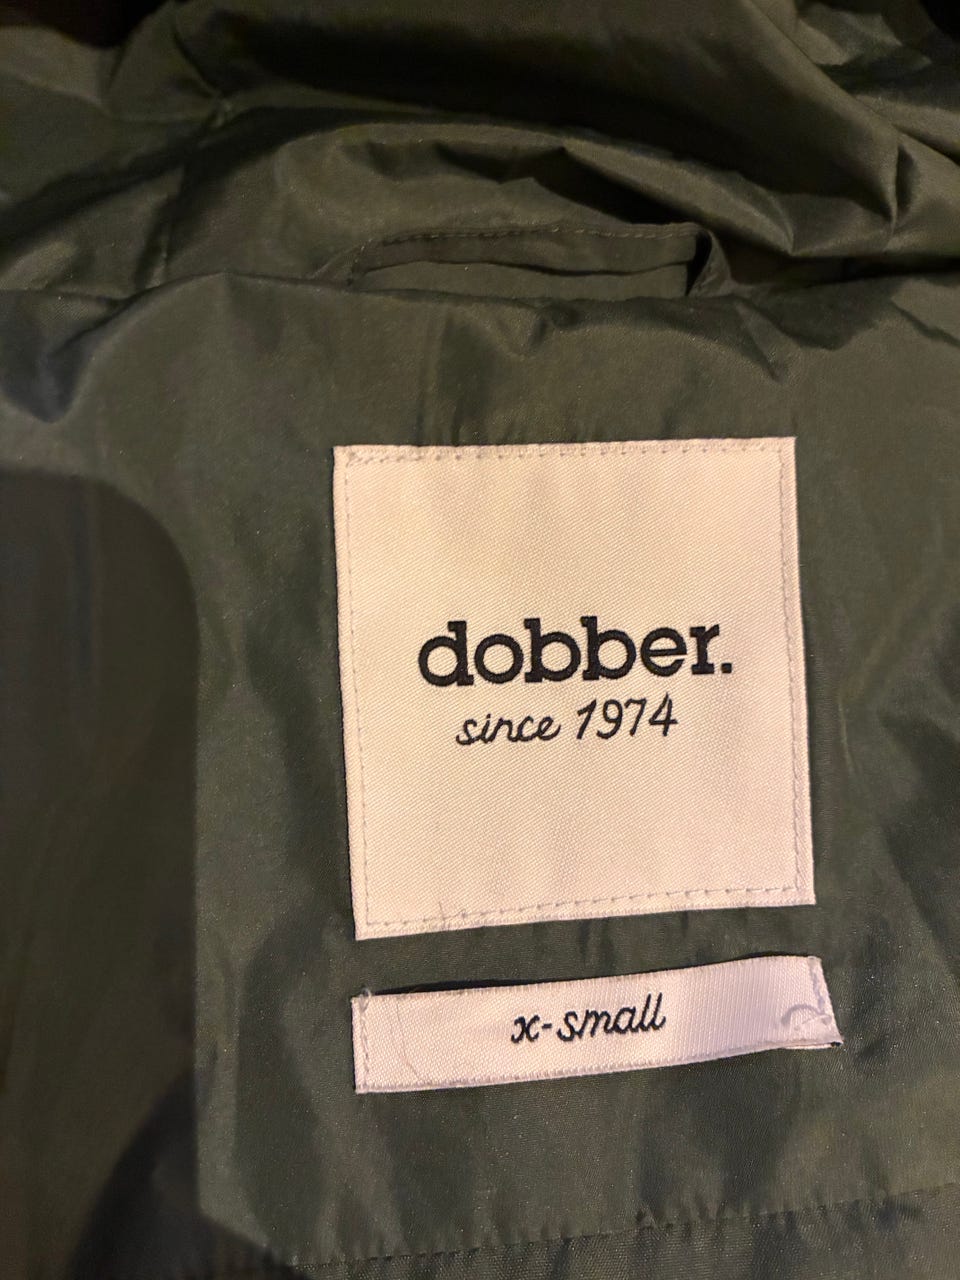 dobber.
since 1974
x-small